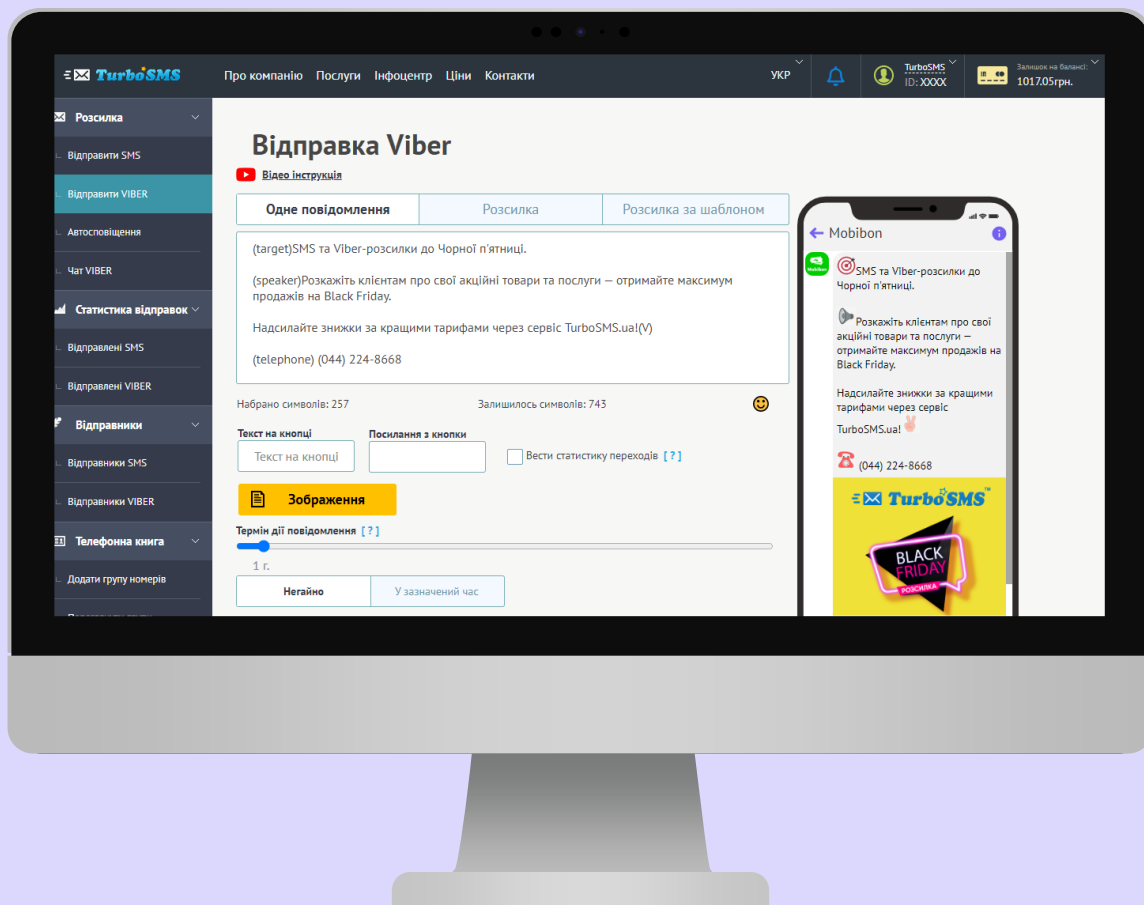 TurboSMS
Про компанію Послуги Інфоцентр Ціни Контакти
УКР
TurboSMS
ID: XXXX
Залишок на балансі:
1017.05грн.
Розсилка
Відправити SMS
Відправити VIBER
Автосповіщення
Чат VIBER
Статистика відправок
Відправлені SMS
Відправлені VIBER
Відправники
Відправники SMS
Відправники VIBER
Телефонна книга
Додати групу номерів
Відправка Viber
Відео інструкція
Одне повідомлення Розсилка Розсилка за шаблоном
(target)SMS та Viber-розсилки до Чорної п'ятниці.
(speaker)Розкажіть клієнтам про свої акційні товари та послуги — отримайте максимум
продажів на Black Friday.
Надсилайте знижки за кращими тарифами через сервіс TurboSMS.ua!(V)
(telephone) (044) 224-8668
Набрано символів: 257 Залишилось символів: 743
Текст на кнопці Посилання з кнопки
Текст на кнопці
Вести статистику переходів [ ? ]
Зображення
Термін дії повідомлення [ ? ]
1 г.
Негайно У зазначений час
Mobibon
Mobibon
SMS та Viber-розсилки до
Чорної п'ятниці.
Розкажіть клієнтам про свої
акційні товари та послуги —
отримайте максимум продажів на
Black Friday.
Надсилайте знижки за кращими
тарифами через сервіс
TurboSMS.ua!
(044) 224-8668
TurboSMS™
BLACK
FRIDAY
РОЗСИЛКА